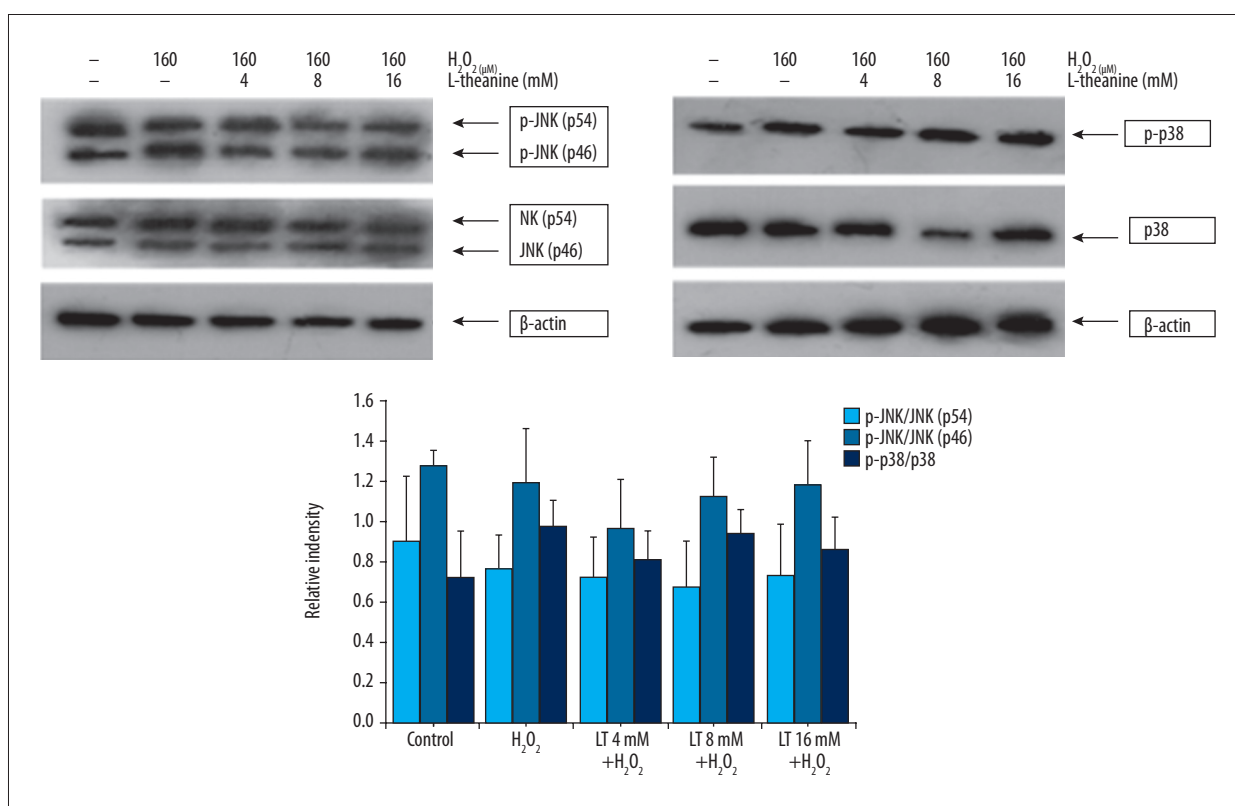 – 160 160 160 160 H₂O₂ (μM)
– – 4 8 16 L-theanine (mM)
p-JNK (p54)
p-JNK (p46)
NK (p54)
JNK (p46)
β-actin
– 160 160 160 160 H₂O₂ (μM)
– – 4 8 16 L-theanine (mM)
p-p38
p38
β-actin
1.6
1.4
1.2
1.0
0.8
0.6
0.4
0.2
0.0
Relative indensity
p-JNK/JNK (p54)
p-JNK/JNK (p46)
p-p38/p38
Control H₂O₂ LT 4 mM LT 8 mM LT 16 mM
+H₂O₂ +H₂O₂ +H₂O₂